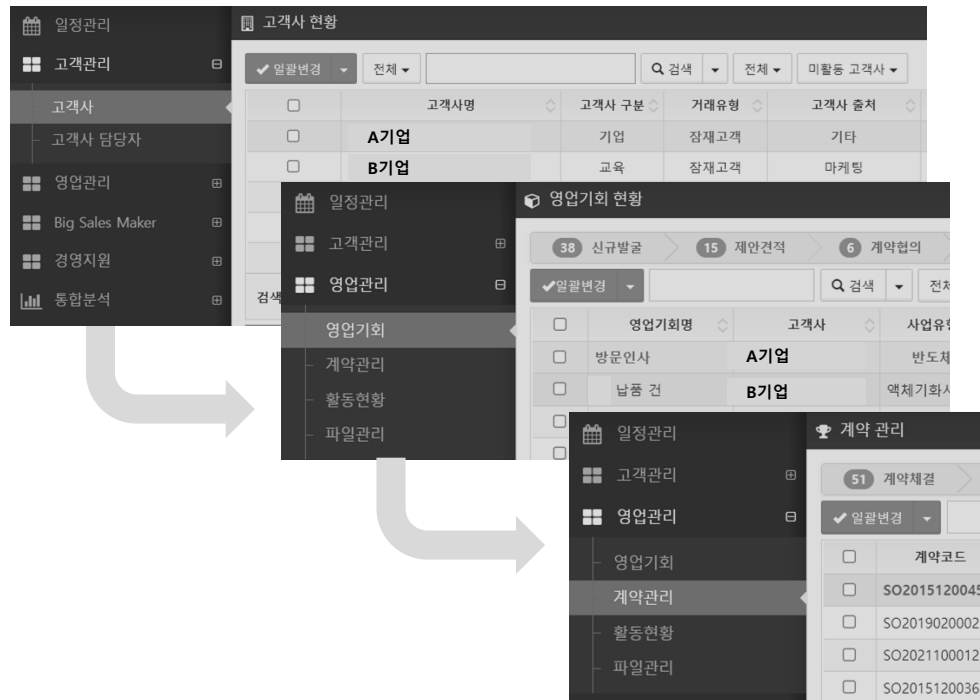 일정관리
고객관리
고객사
고객사 담당자
영업관리
Big Sales Maker
경영지원
통합분석
고객사 현황
일괄변경 전체 검색 전체 미활동 고객사
고객사명 고객사 구분 거래유형 고객사 출처
A기업 기업 잠재고객 기타
B기업 교육 잠재고객 마케팅
검색
일정관리
고객관리
영업관리
영업기회
계약관리
활동현황
파일관리
영업기회 현황
38 신규발굴 15 제안견적 6 계약협의
일괄변경 검색
영업기회명 고객사
방문인사 A기업 반도체
납품 건 B기업
일정관리
고객관리
영업관리
영업기회
계약관리
활동현황
파일관리
계약 관리
51 계약체결
일괄변경
계약코드
SO2015120045
SO2019020002
SO2021100012
SO2015120036